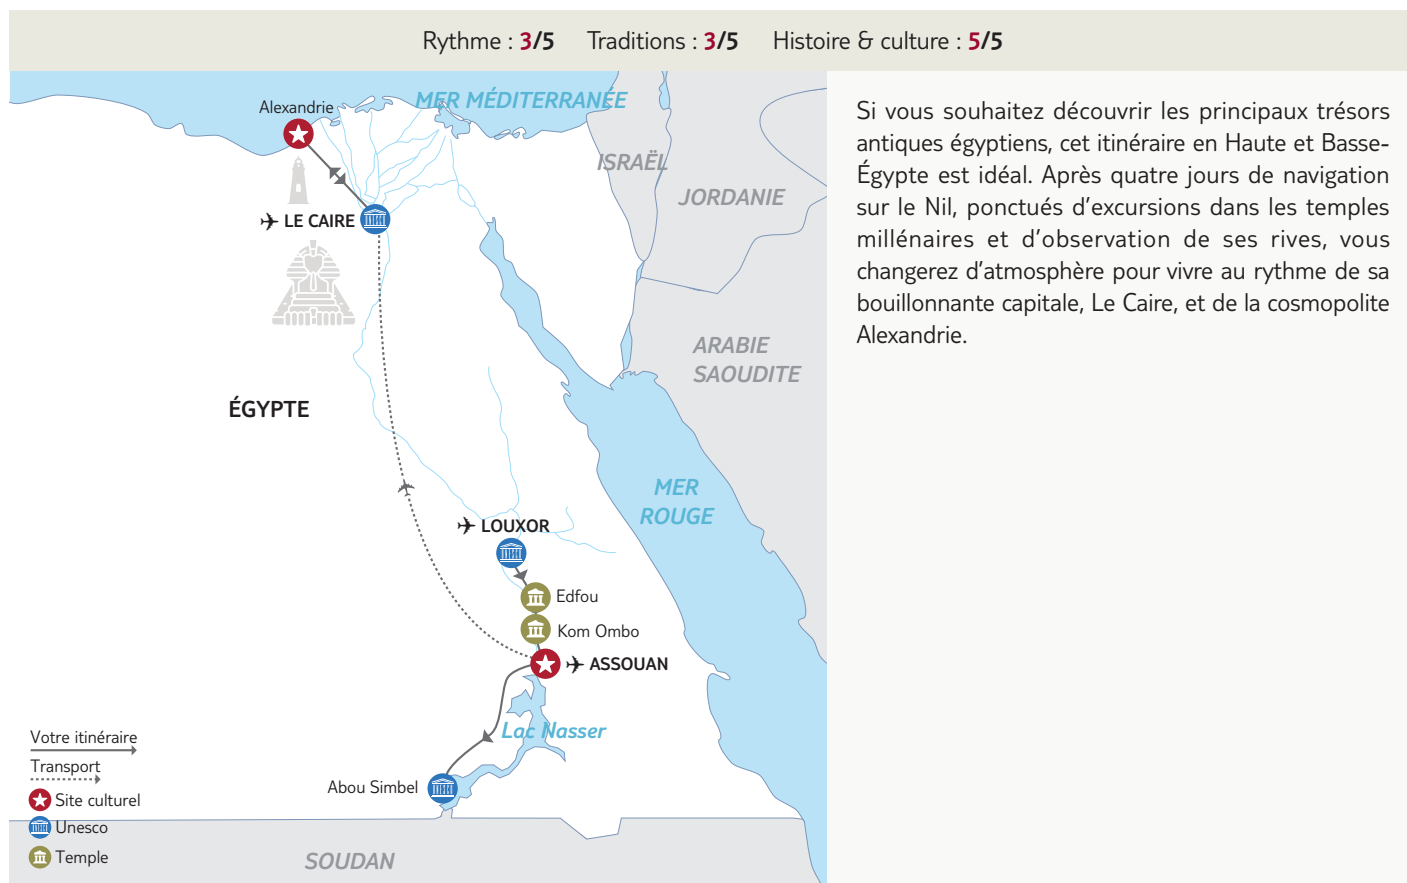 Rythme : 3/5 Traditions : 3/5 Histoire & culture : 5/5
MER MÉDITERRANÉE
Alexandrie
ISRAËL
JORDANIE
LE CAIRE
ARABIE
SAOUDITE
ÉGYPTE
MER
ROUGE
LOUXOR
Edfou
Kom Ombo
ASSOUAN
Lac Nasser
Abou Simbel
SOUDAN
Votre itinéraire
Transport
Site culturel
Unesco
Temple
Si vous souhaitez découvrir les principaux trésors
antiques égyptiens, cet itinéraire en Haute et Basse-
Égypte est idéal. Après quatre jours de navigation
sur le Nil, ponctués d'excursions dans les temples
millénaires et d'observation de ses rives, vous
changerez d'atmosphère pour vivre au rythme de sa
bouillonnante capitale, Le Caire, et de la cosmopolite
Alexandrie.